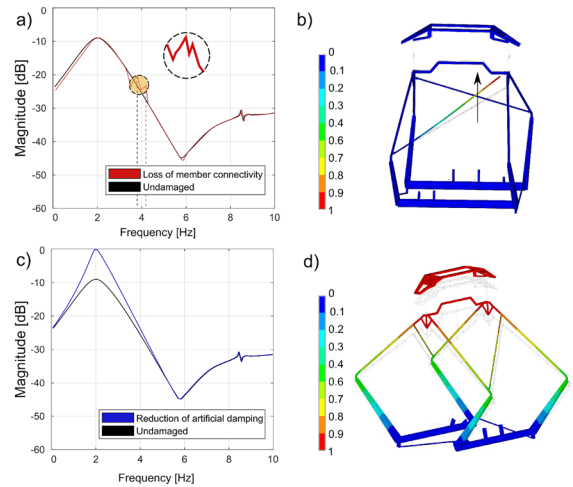 a)
Magnitude [dB]
0
-10
-20
-30
-40
-50
-60
Loss of member connectivity
Undamaged
0 2 4 6 8 10
Frequency [Hz]
b)
0
0.1
0.2
0.3
0.4
0.5
0.6
0.7
0.8
0.9
1
c)
Magnitude [dB]
0
-10
-20
-30
-40
-50
-60
Reduction of artificial damping
Undamaged
0 2 4 6 8 10
Frequency [Hz]
d)
0
0.1
0.2
0.3
0.4
0.5
0.6
0.7
0.8
0.9
1